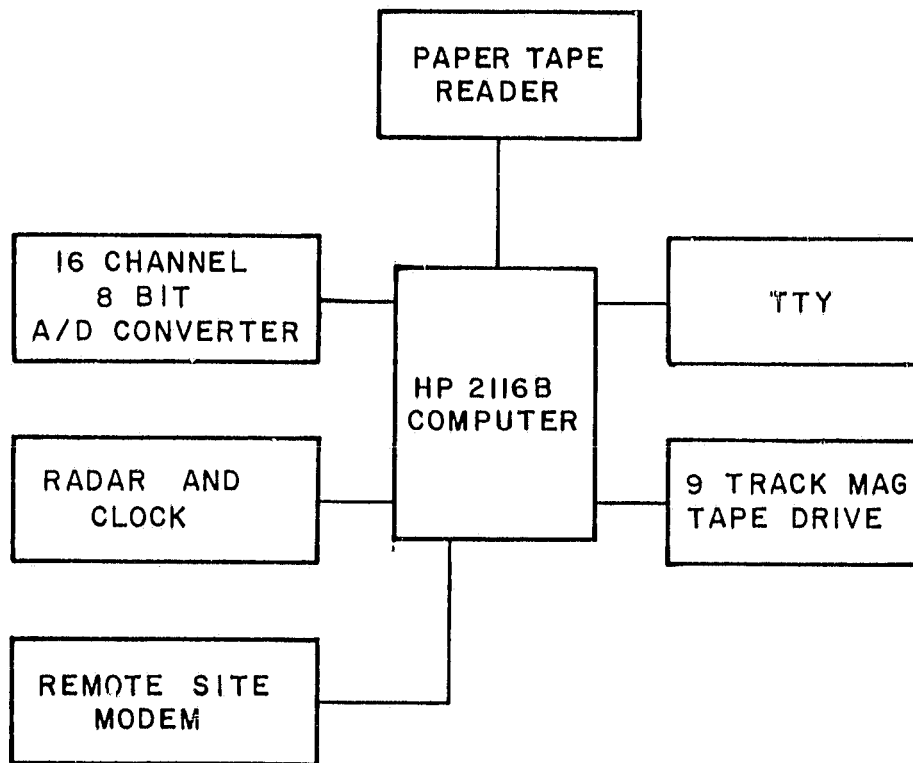 PAPER TAPE
READER
16 CHANNEL
8 BIT
A/D CONVERTER
TTY
HP 2116B
COMPUTER
RADAR AND
CLOCK
9 TRACK MAG
TAPE DRIVE
REMOTE SITE
MODEM